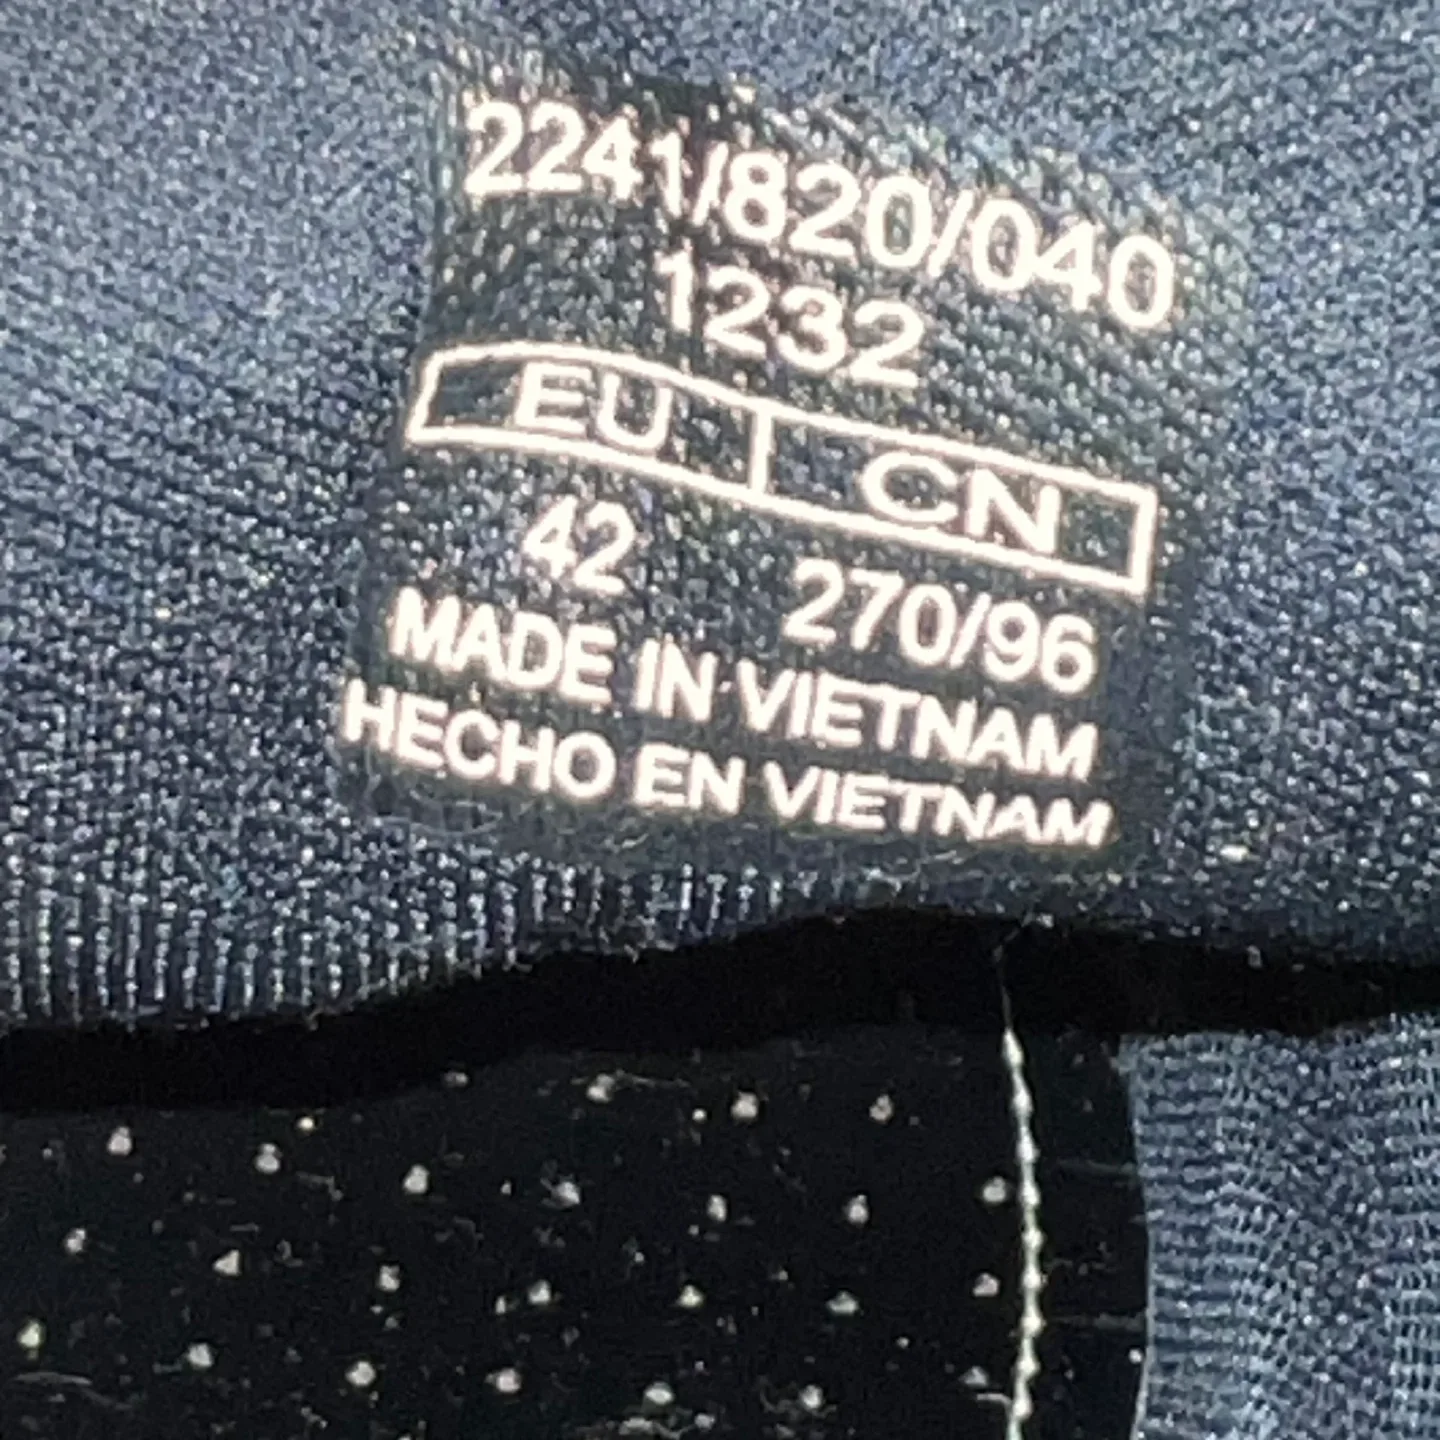 2241/820/040
1232
EU CN
42 270/96
MADE IN VIETNAM
HECHO EN VIETNAM